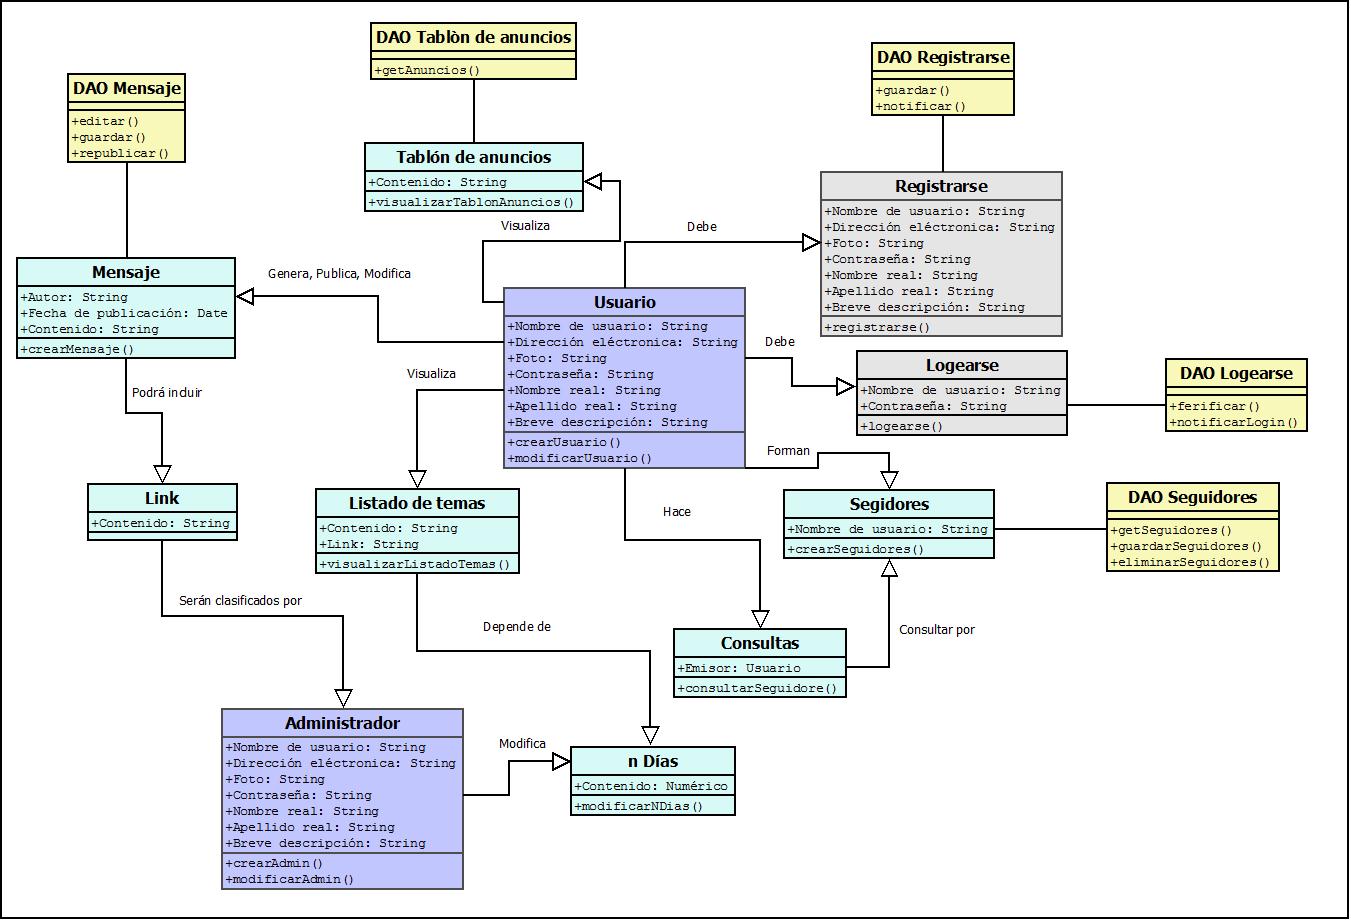 DAO Tablòn de anuncios
+getAnuncios()
DAO Registrarse
+guardar()
+notificar()
DAO Mensaje
+editar()
+guardar()
+republicar()
Tablón de anuncios
+Contenido: String
+visualizarTablonAnuncios()
Registrarse
+Nombre de usuario: String
+Dirección eléctronica: String
+Foto: String
+Contraseña: String
+Nombre real: String
+Apellido real: String
+Breve descripción: String
+registrarse()
Visualiza
Debe
Mensaje
+Autor: String
+Fecha de publicación: Date
+Contenido: String
+crearMensaje()
Genera, Publica, Modifica
Usuario
+Nombre de usuario: String
+Dirección eléctronica: String
+Foto: String
+Contraseña: String
+Nombre real: String
+Apellido real: String
+Breve descripción: String
+crearUsuario()
+modificarUsuario()
Debe
Logearse
+Nombre de usuario: String
+Contraseña: String
+logearse()
DAO Logearse
+ferificar()
+notificarLogin()
Podrá incluir
Visualiza
Forman
Link
+Contenido: String
Listado de temas
+Contenido: String
+Link: String
+visualizarListadoTemas()
Hace
Segidores
+Nombre de usuario: String
+crearSeguidores()
DAO Seguidores
+getSeguidores()
+guardarSeguidores()
+eliminarSeguidores()
Serán clasificados por
Depende de
Consultas
+Emisor: Usuario
+consultarSeguidore()
Consultar por
Administrador
+Nombre de usuario: String
+Dirección eléctronica: String
+Foto: String
+Contraseña: String
+Nombre real: String
+Apellido real: String
+Breve descripción: String
+crearAdmin()
+modificarAdmin()
Modifica
n Días
+Contenido: Numérico
+modificarNDias()